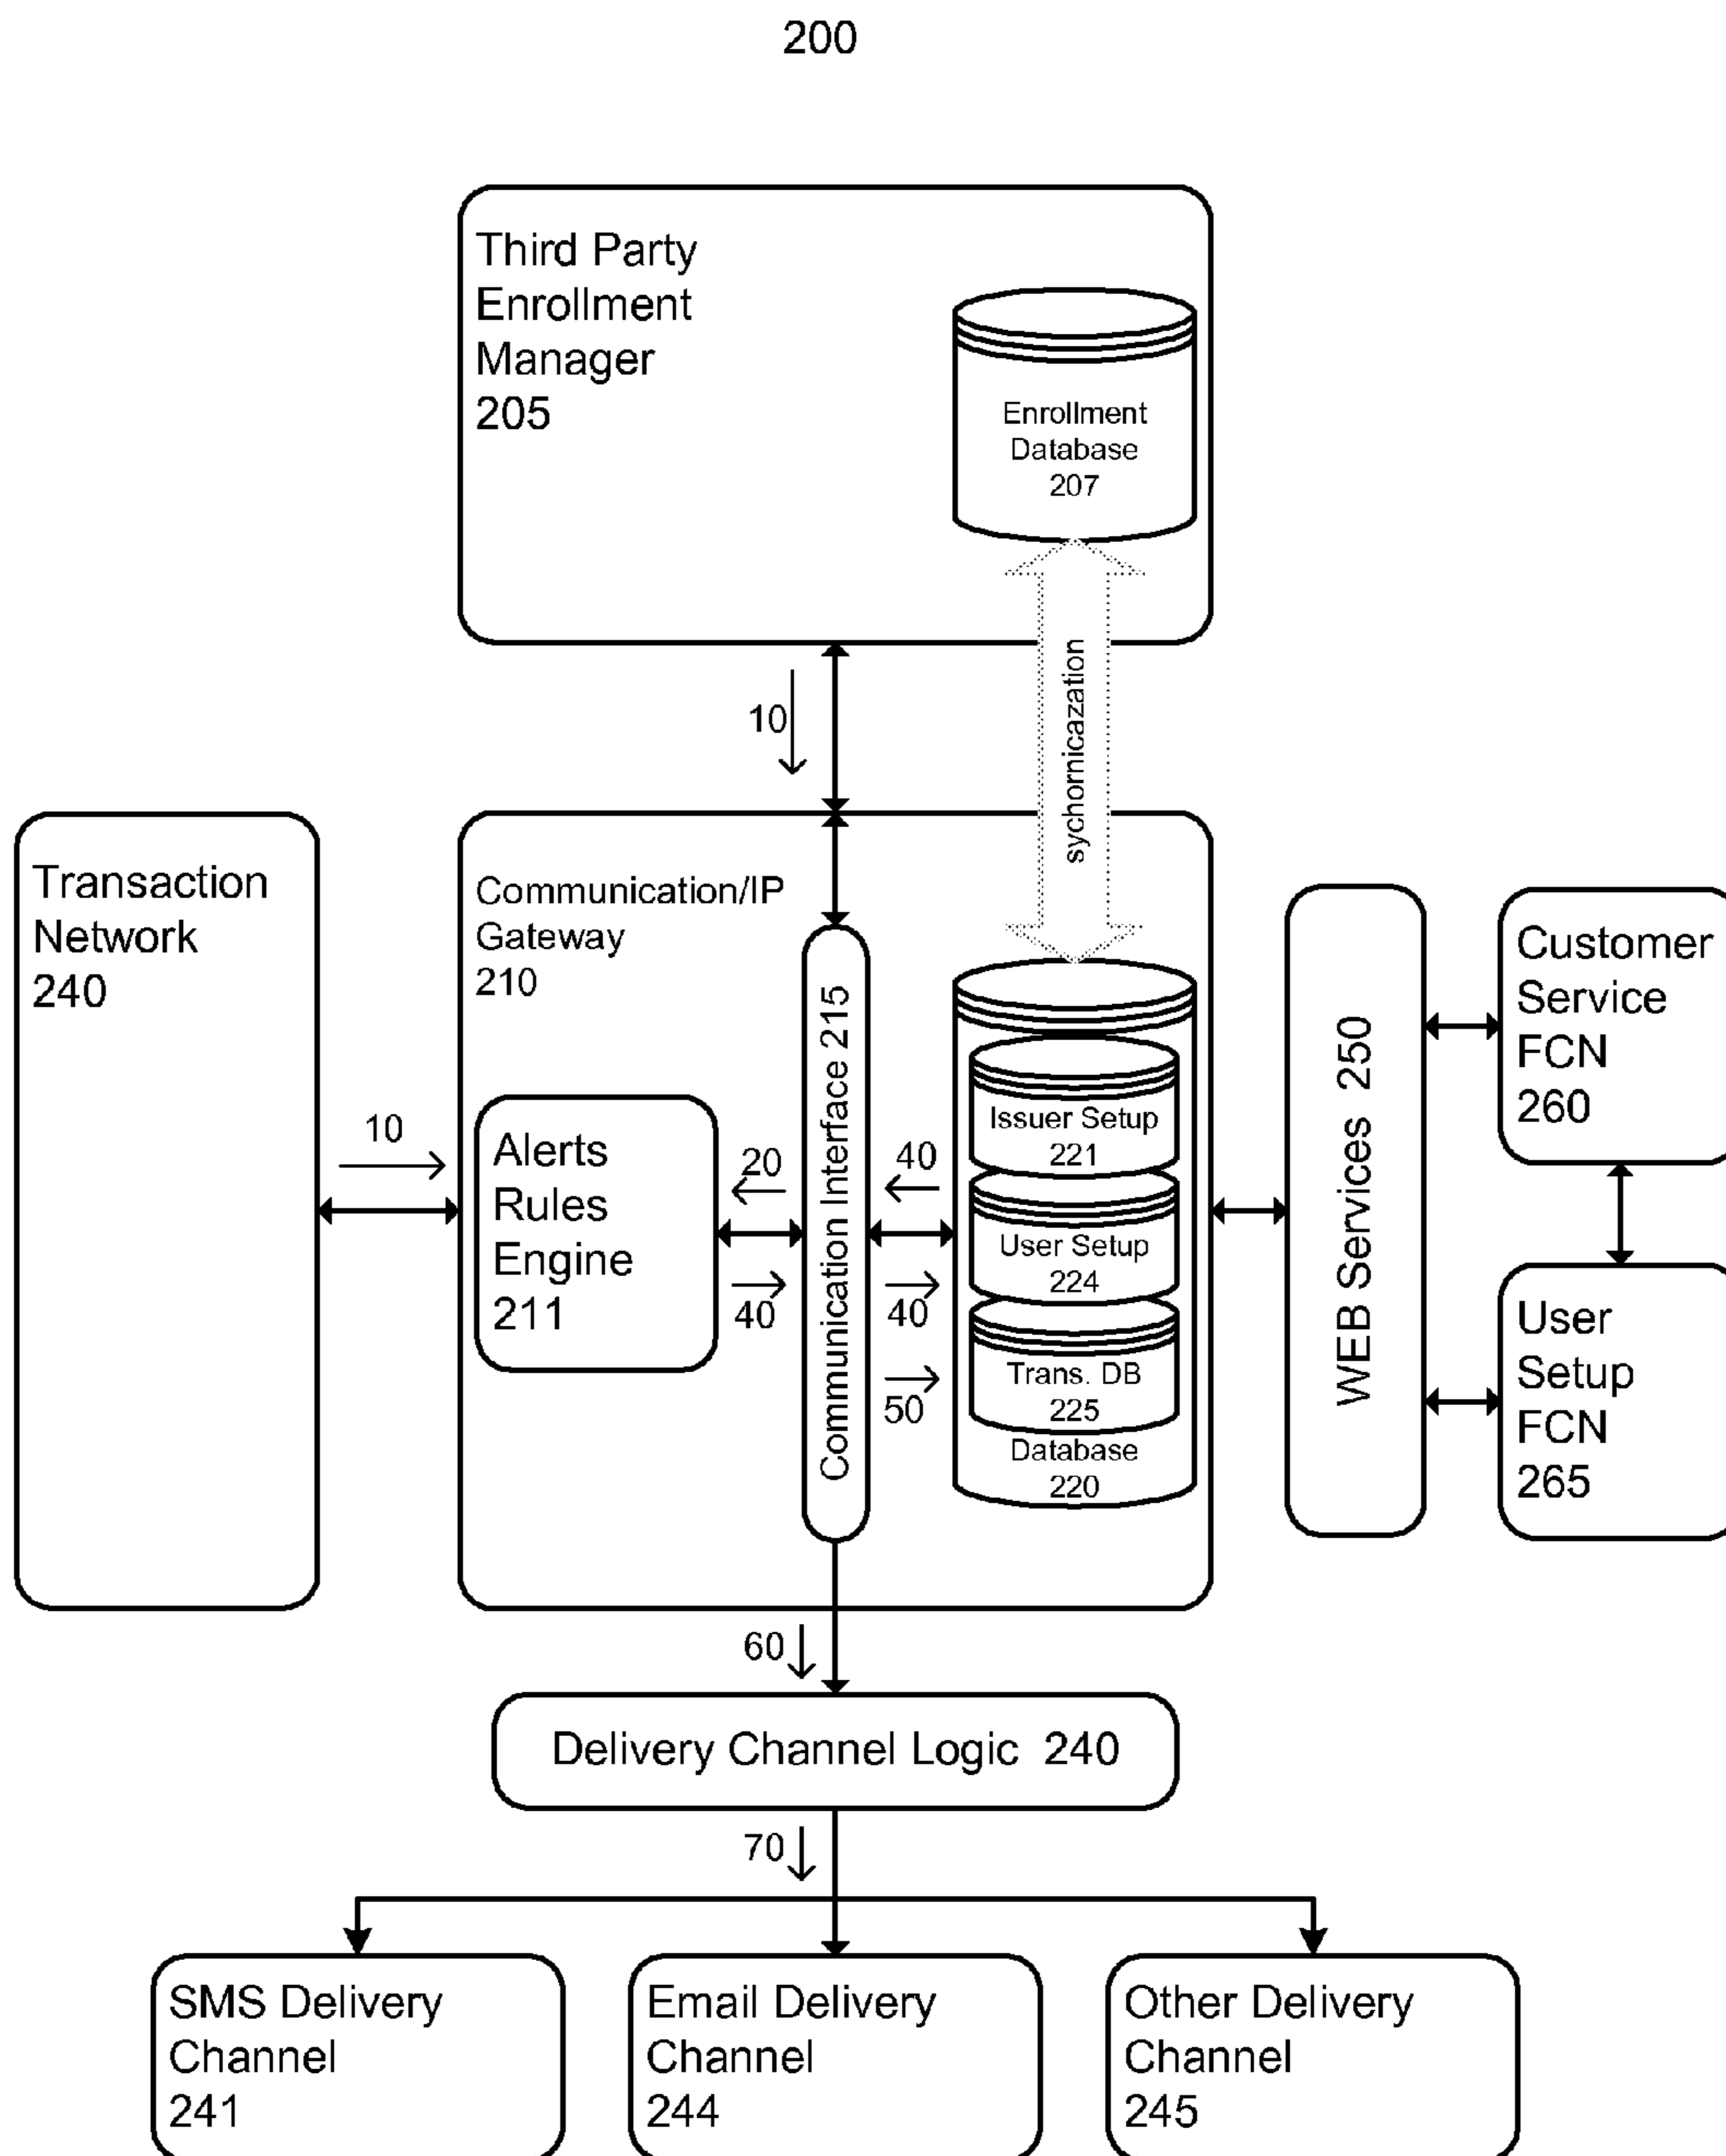 200
Third Party
Enrollment
Manager
205
Enrollment
Database
207
sychornicazation
10
Transaction
Network
240
10
Communication/IP
Gateway
210
Alerts
Rules
Engine
211
20
40
Communication Interface 215
40
40
50
Issuer Setup
221
User Setup
224
Trans. DB
225
Database
220
WEB Services 250
Customer
Service
FCN
260
User
Setup
FCN
265
60
Delivery Channel Logic 240
70
SMS Delivery
Channel
241
Email Delivery
Channel
244
Other Delivery
Channel
245